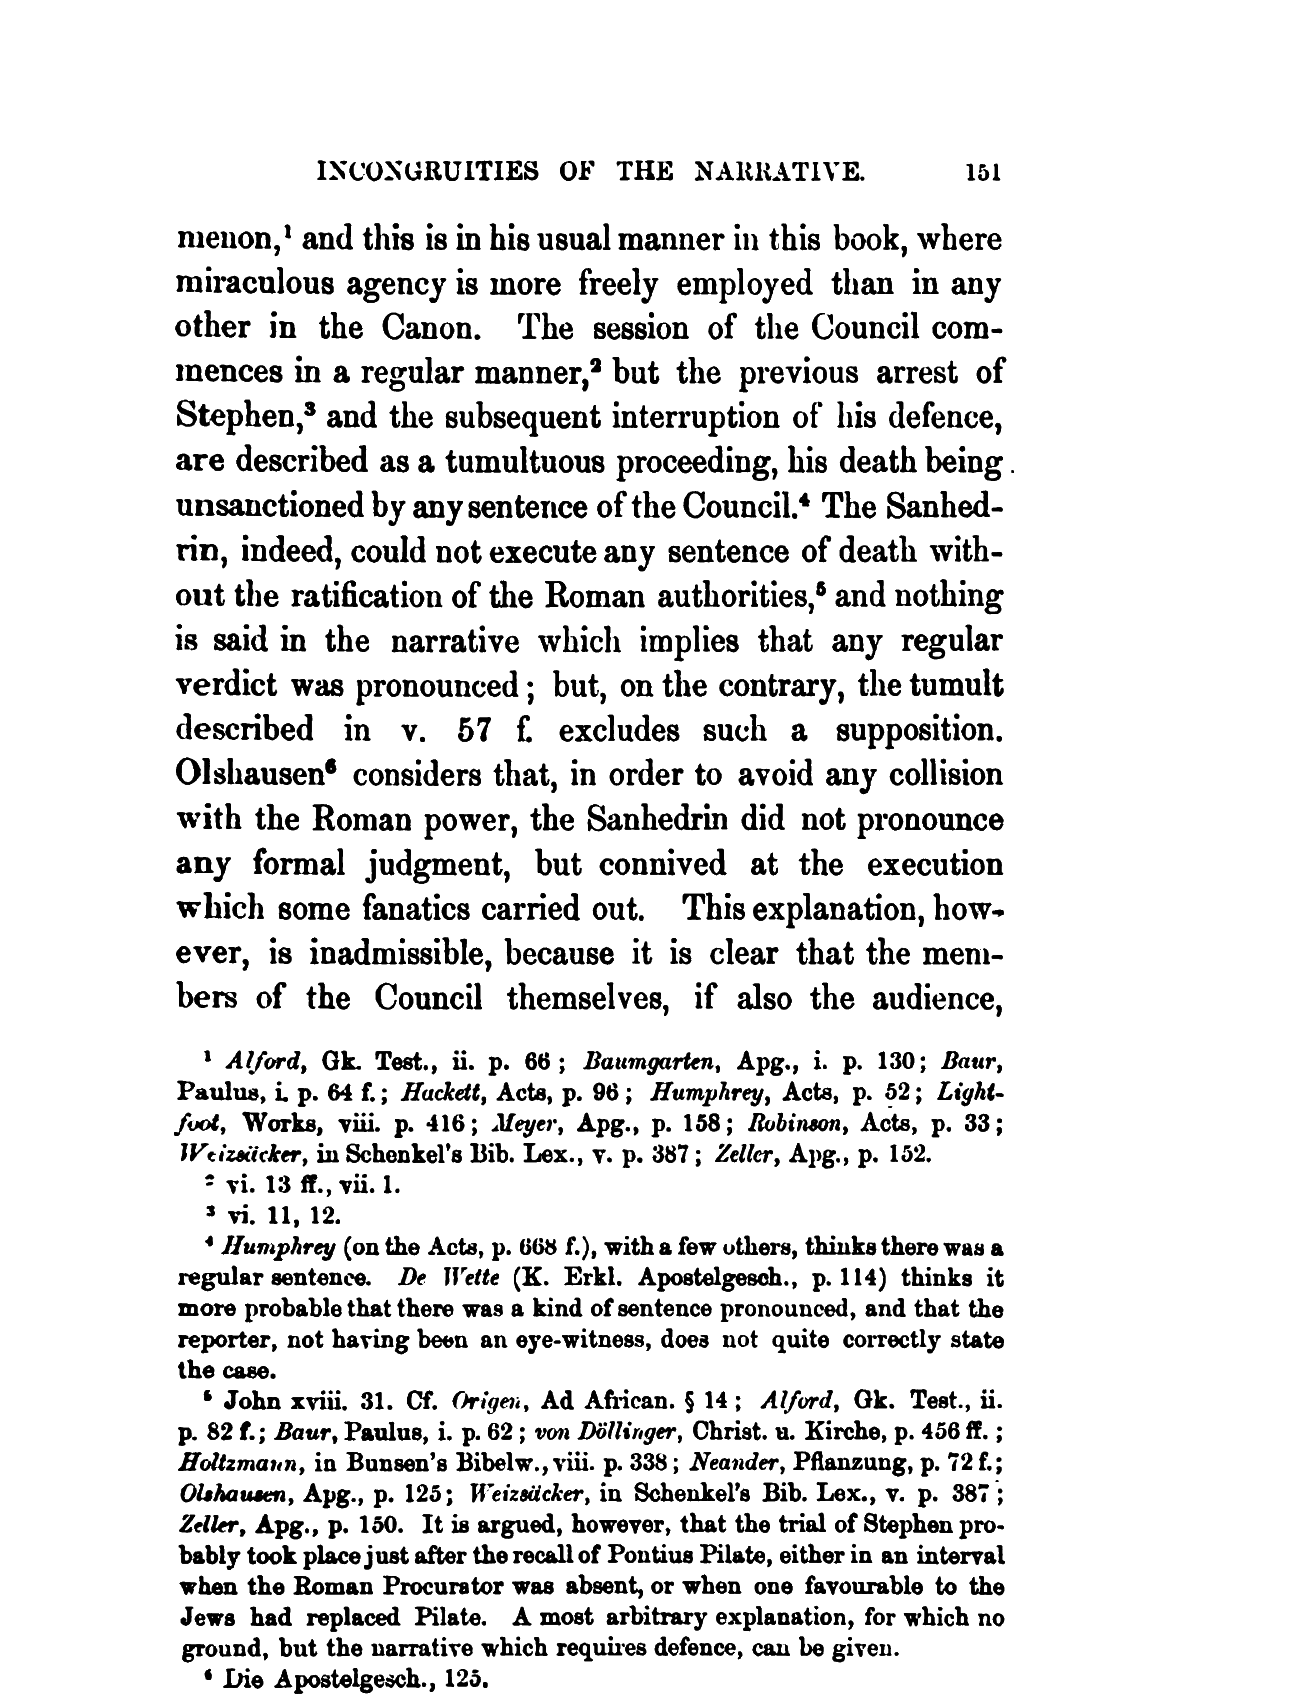 INCONGRUITIES OF THE NARRATIVE. 151
menon,¹ and this is in his usual manner in this book, where
miraculous agency is more freely employed than in any
other in the Canon. The session of the Council com-
mences in a regular manner,² but the previous arrest of
Stephen,³ and the subsequent interruption of his defence,
are described as a tumultuous proceeding, his death being
unsanctioned by any sentence of the Council.⁴ The Sanhed-
rin, indeed, could not execute any sentence of death with-
out the ratification of the Roman authorities,⁵ and nothing
is said in the narrative which implies that any regular
verdict was pronounced; but, on the contrary, the tumult
described in v. 57 f. excludes such a supposition.
Olshausen⁶ considers that, in order to avoid any collision
with the Roman power, the Sanhedrin did not pronounce
any formal judgment, but connived at the execution
which some fanatics carried out. This explanation, how-
ever, is inadmissible, because it is clear that the mem-
bers of the Council themselves, if also the audience,
¹ Alford, Gk. Test., ii. p. 66; Baumgarten, Apg., i. p. 130; Baur,
Paulus, i. p. 64 f.; Hackett, Acts, p. 96; Humphrey, Acts, p. 52; Light-
foot, Works, viii. p. 416; Meyer, Apg., p. 158; Robinson, Acts, p. 33;
Weizsäcker, in Schenkel's Bib. Lex., v. p. 387; Zeller, Apg., p. 152.
² vi. 13 ff., vii. 1.
³ vi. 11, 12.
⁴ Humphrey (on the Acts, p. 668 f.), with a few others, thinks there was a
regular sentence. De Wette (K. Erkl. Apostelgesch., p. 114) thinks it
more probable that there was a kind of sentence pronounced, and that the
reporter, not having been an eye-witness, does not quite correctly state
the case.
⁵ John xviii. 31. Cf. Origen, Ad African. § 14; Alford, Gk. Test., ii.
p. 82 f.; Baur, Paulus, i. p. 62; von Döllinger, Christ. u. Kirche, p. 456 ff.;
Holtzmann, in Bunsen's Bibelw., viii. p. 338; Neander, Pflanzung, p. 72 f.;
Olshausen, Apg., p. 125; Weizsäcker, in Schenkel's Bib. Lex., v. p. 387;
Zeller, Apg., p. 150. It is argued, however, that the trial of Stephen pro-
bably took place just after the recall of Pontius Pilate, either in an interval
when the Roman Procurator was absent, or when one favourable to the
Jews had replaced Pilate. A most arbitrary explanation, for which no
ground, but the narrative which requires defence, can be given.
⁶ Die Apostelgesch., 125.